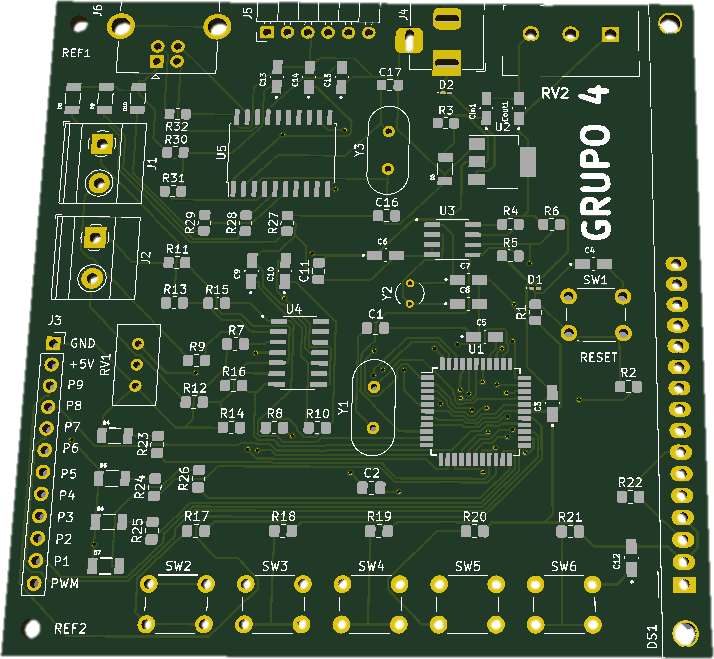 J6
J5
J4
REF1
C13
C14
C15
C17
D2
RV2
R3
Cin1
Cout1
U2
R32
R30
U5
Y3
J1
R31
GRUPO 4
R29
R28
R27
C16
U3
R4
R6
R5
J2
R11
C9
C10
C11
C6
C7
C4
SW1
D1
R13
R15
Y2
C8
R1
J3
U4
C1
C5
GND
R7
U1
RESET
+5V
RV1
R9
P9
R16
R2
P8
R12
Y1
C3
P7
R14
R8
R10
P6
R23
P5
R24
R26
C2
R22
P4
P3
R25
R17
R18
R19
R20
R21
P2
P1
C12
PWM
SW2
SW3
SW4
SW5
SW6
REF2
DS1